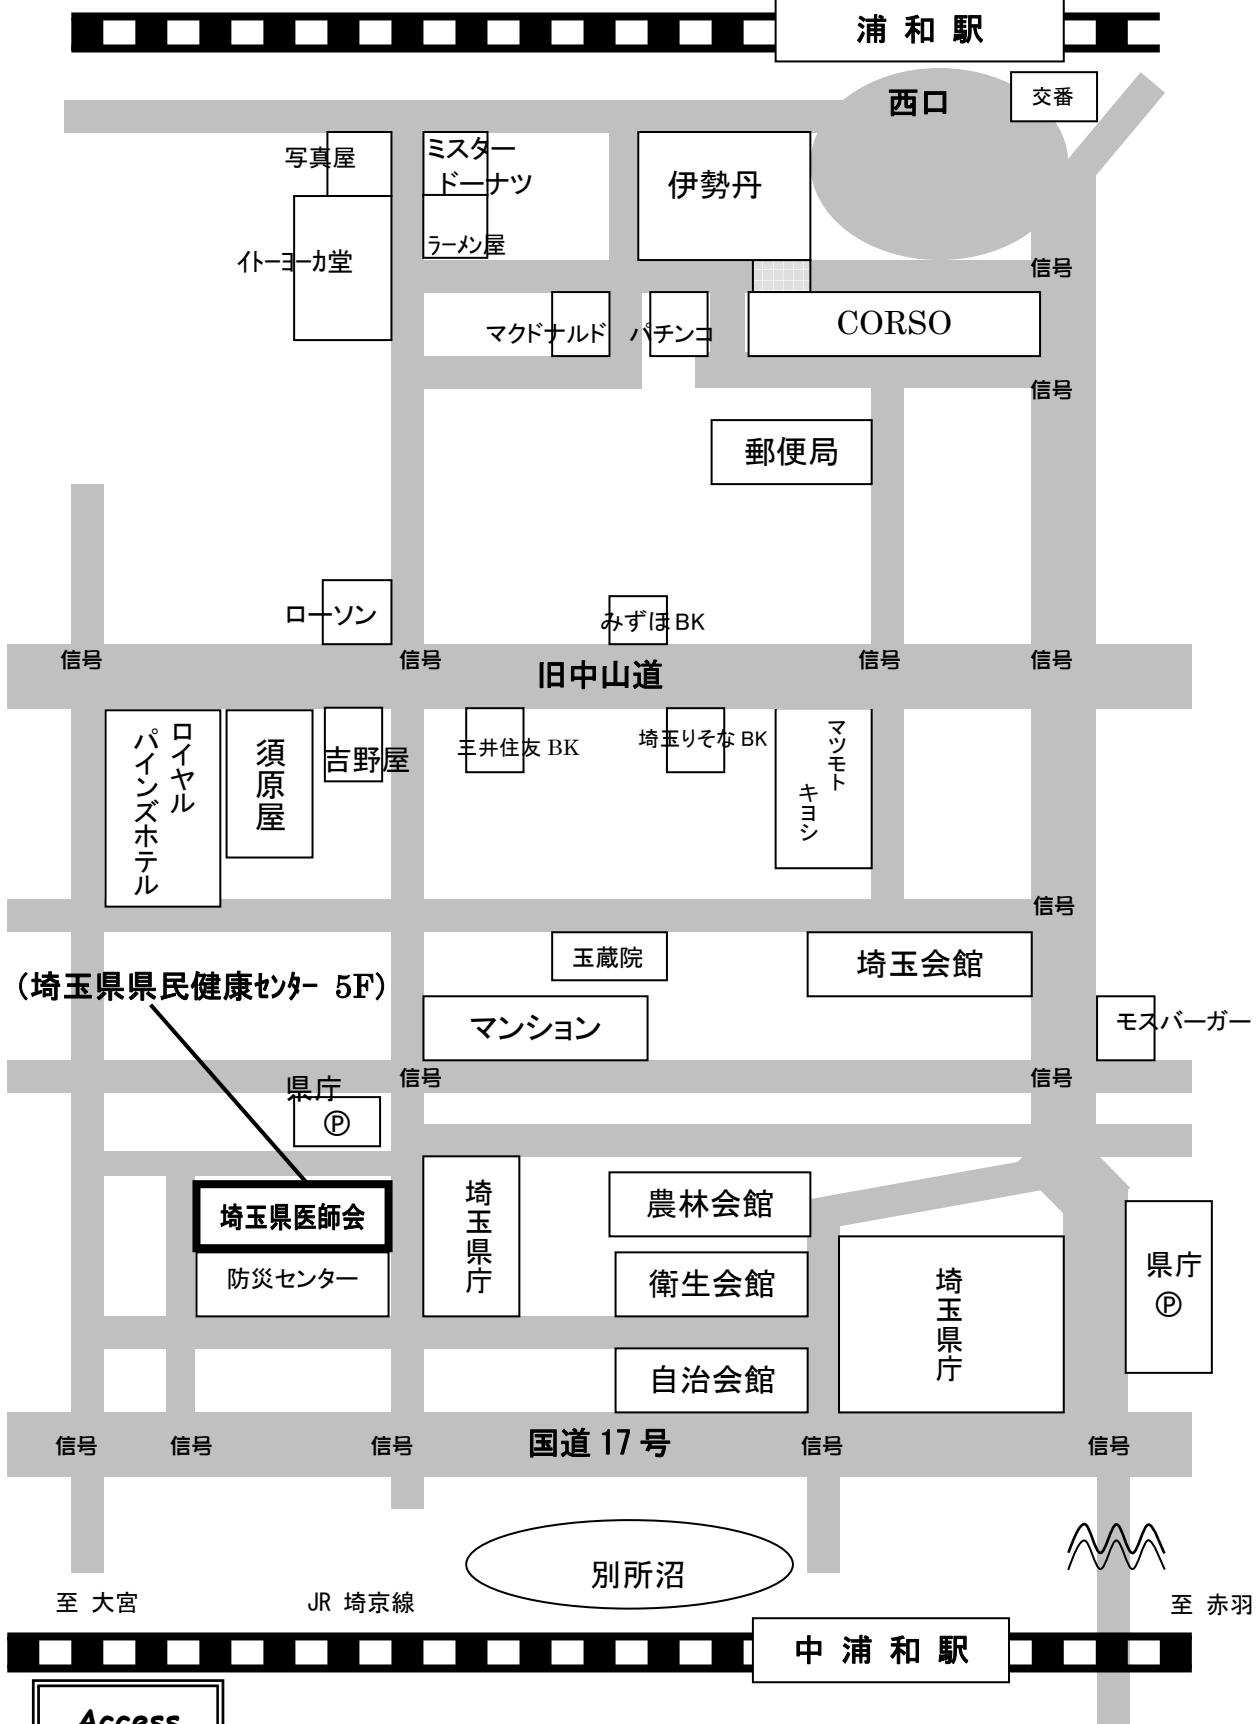 浦 和 駅
西口
交番
写真屋
ミスター
ドーナツ
伊勢丹
ラーメン屋
イトーヨーカ堂
信号
マクドナルド
パチンコ
CORSO
信号
郵便局
ローソン
みずほ BK
信号
信号
信号
信号
旧中山道
ロイヤル
パインズホテル
須原屋
吉野屋
三井住友 BK
埼玉りそな BK
マツモト
キヨシ
信号
玉蔵院
埼玉会館
(埼玉県県民健康センター 5F)
マンション
モスバーガー
信号
信号
県庁
Ⓟ
埼玉県医師会
防災センター
埼玉県庁
農林会館
衛生会館
自治会館
埼玉県庁
県庁
Ⓟ
信号
信号
信号
国道 17 号
信号
信号
別所沼
至 大宮
JR 埼京線
至 赤羽
中 浦 和 駅
Access